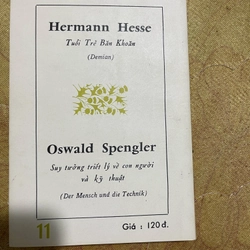 Hermann Hesse
Tuổi Trẻ Băn Khoăn
(Demian)
Oswald Spengler
Suy tưởng triết lý về con người
và kỹ thuật
(Der Mensch und die Technik)
11
Giá : 120đ.